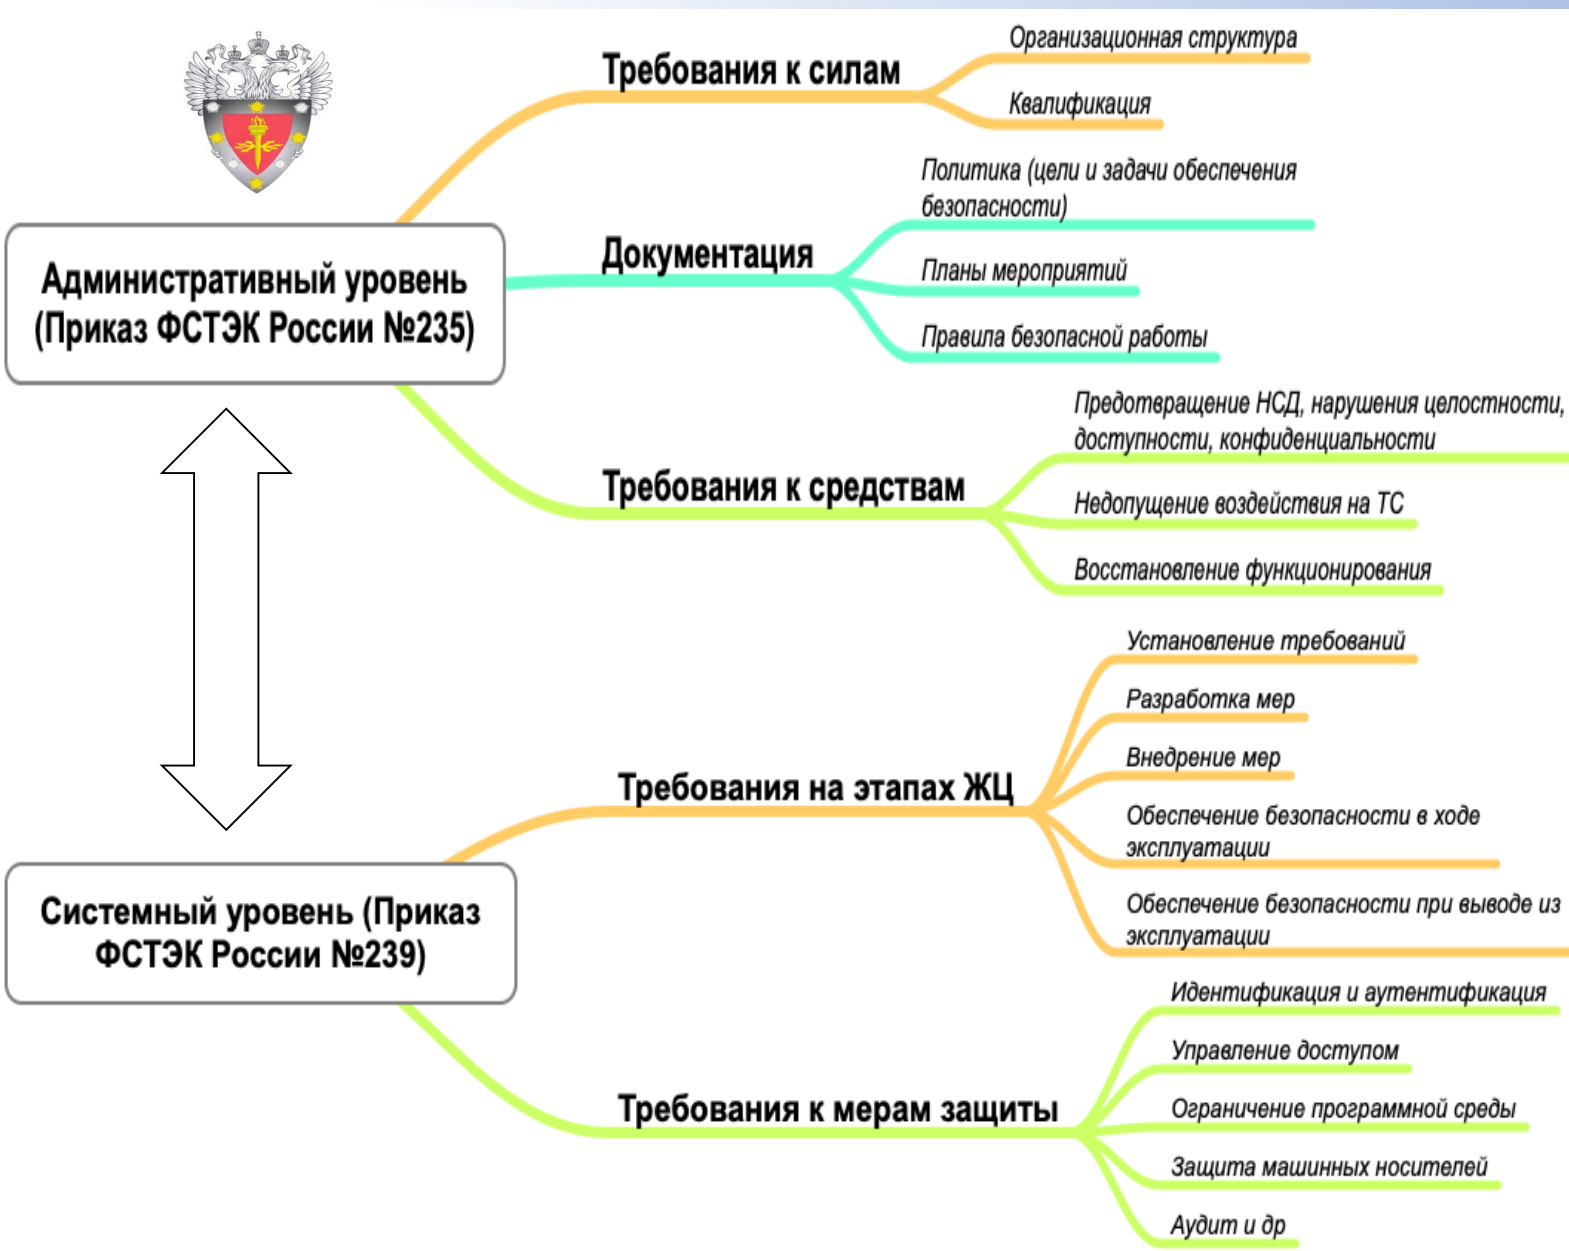 Требования к силам
Организационная структура
Квалификация
Административный уровень
(Приказ ФСТЭК России №235)
Документация
Политика (цели и задачи обеспечения
безопасности)
Планы мероприятий
Правила безопасной работы
Требования к средствам
Предотвращение НСД, нарушения целостности,
доступности, конфиденциальности
Недопущение воздействия на ТС
Восстановление функционирования
Системный уровень (Приказ
ФСТЭК России №239)
Требования на этапах ЖЦ
Установление требований
Разработка мер
Внедрение мер
Обеспечение безопасности в ходе
эксплуатации
Обеспечение безопасности при выводе из
эксплуатации
Требования к мерам защиты
Идентификация и аутентификация
Управление доступом
Ограничение программной среды
Защита машинных носителей
Аудит и др